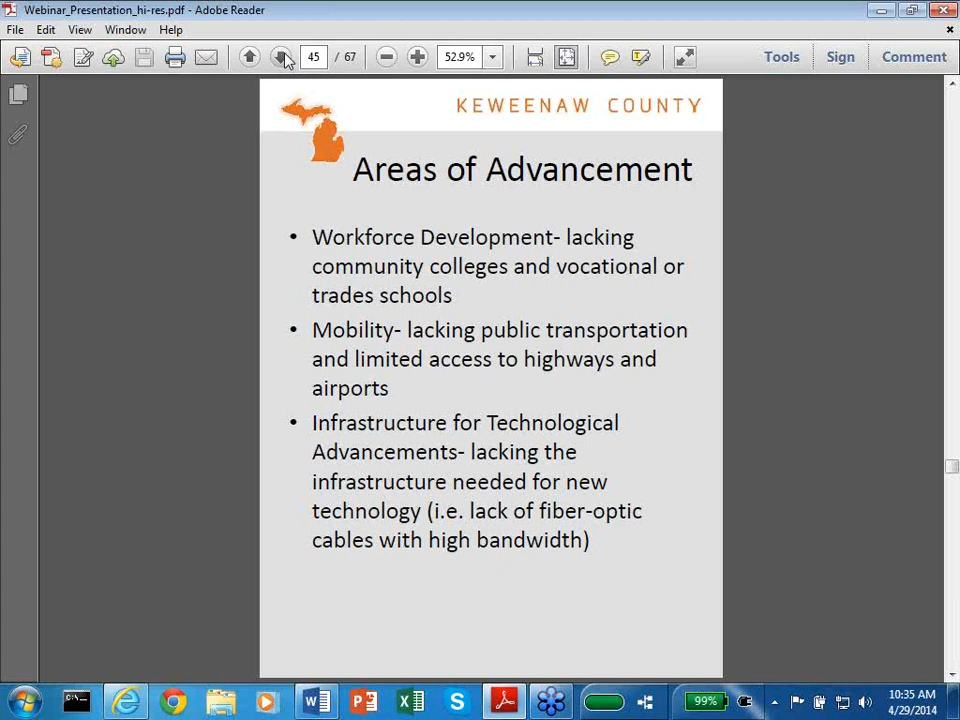 Webinar_Presentation_hi-res.pdf - Adobe Reader
File Edit View Window Help
45 / 67 52.9% Tools Sign Comment
KEWEENAW COUNTY
Areas of Advancement
• Workforce Development- lacking
community colleges and vocational or
trades schools
• Mobility- lacking public transportation
and limited access to highways and
airports
• Infrastructure for Technological
Advancements- lacking the
infrastructure needed for new
technology (i.e. lack of fiber-optic
cables with high bandwidth)
99%
10:35 AM
4/29/2014